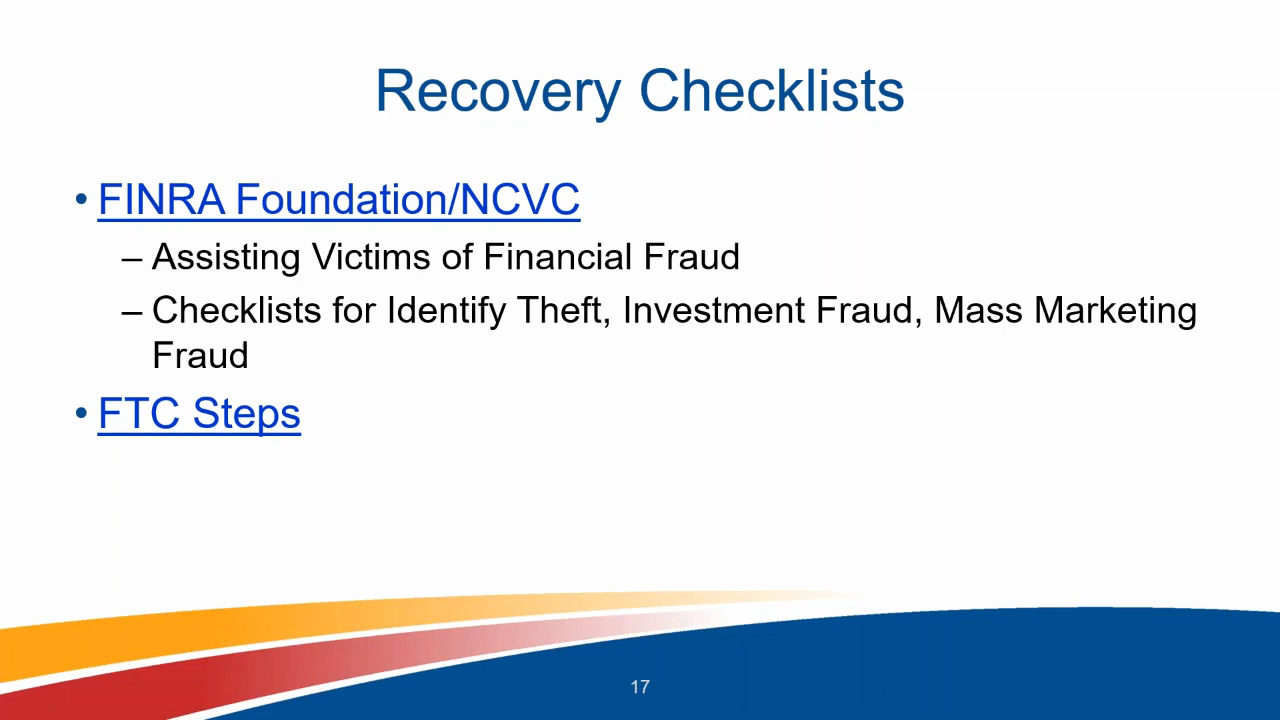 Recovery Checklists
• FINRA Foundation/NCVC
– Assisting Victims of Financial Fraud
– Checklists for Identify Theft, Investment Fraud, Mass Marketing
Fraud
• FTC Steps
17